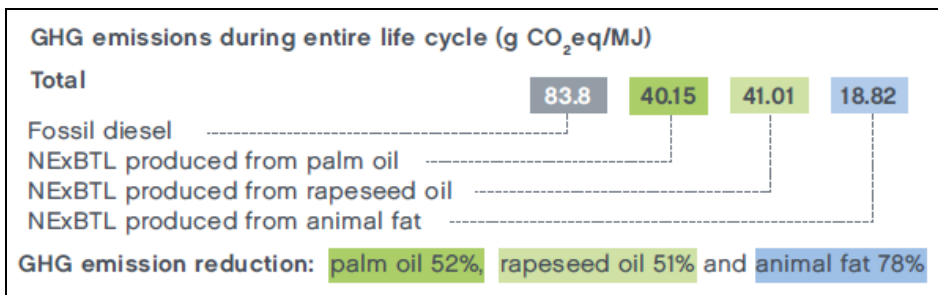 GHG emissions during entire life cycle (g CO₂eq/MJ)
Total
83.8 40.15 41.01 18.82
Fossil diesel
NExBTL produced from palm oil
NExBTL produced from rapeseed oil
NExBTL produced from animal fat
GHG emission reduction: palm oil 52%, rapeseed oil 51% and animal fat 78%